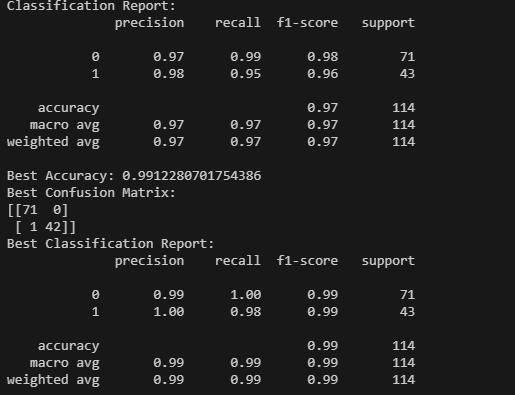 Classification Report:
              precision    recall  f1-score   support

           0       0.97      0.99      0.98        71
           1       0.98      0.95      0.96        43

    accuracy                           0.97       114
   macro avg       0.97      0.97      0.97       114
weighted avg       0.97      0.97      0.97       114

Best Accuracy: 0.9912280701754386
Best Confusion Matrix:
[[71  0]
 [ 1 42]]
Best Classification Report:
              precision    recall  f1-score   support

           0       0.99      1.00      0.99        71
           1       1.00      0.98      0.99        43

    accuracy                           0.99       114
   macro avg       0.99      0.99      0.99       114
weighted avg       0.99      0.99      0.99       114